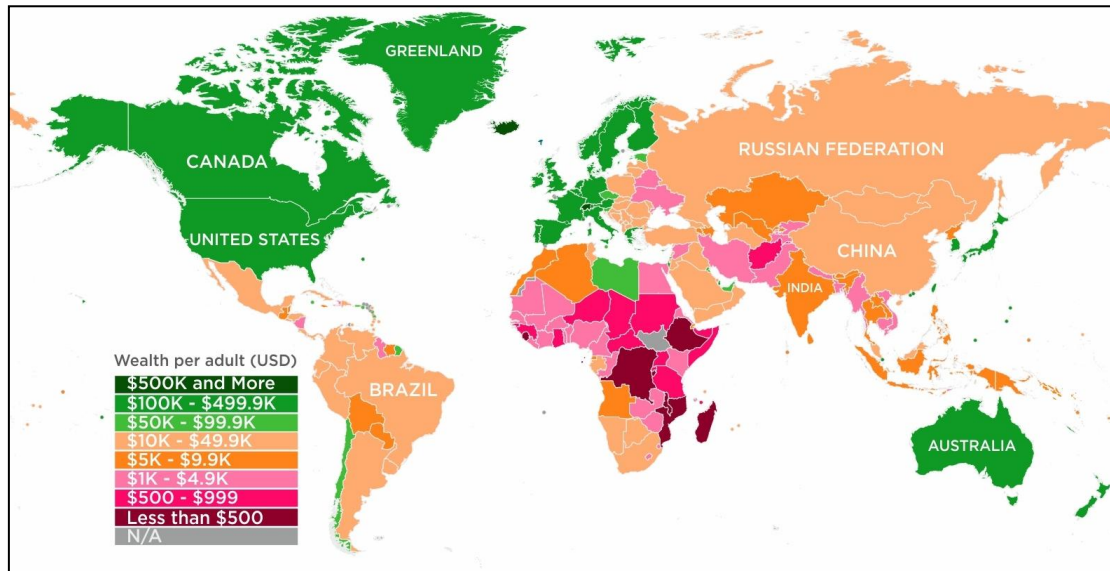 GREENLAND
CANADA
RUSSIAN FEDERATION
UNITED STATES
CHINA
INDIA
BRAZIL
AUSTRALIA
Wealth per adult (USD)
$500K and More
$100K - $499.9K
$50K - $99.9K
$10K - $49.9K
$5K - $9.9K
$1K - $4.9K
$500 - $999
Less than $500
N/A